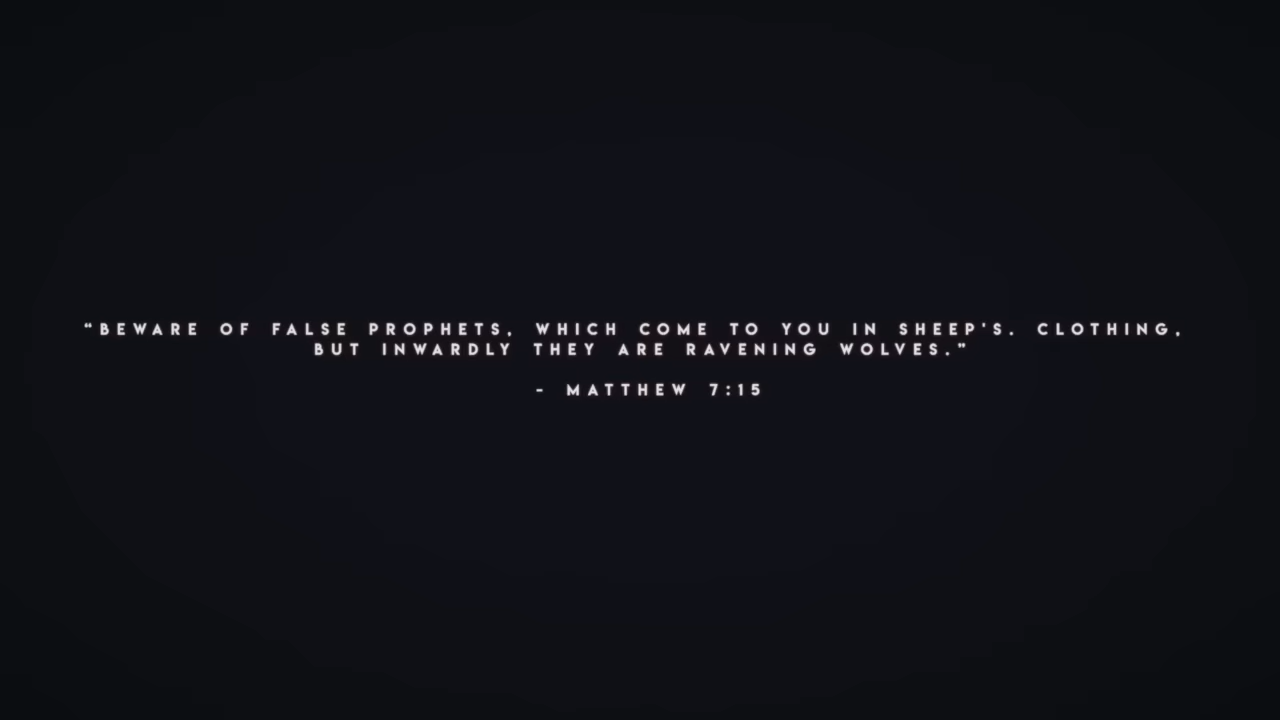 “BEWARE OF FALSE PROPHETS, WHICH COME TO YOU IN SHEEP'S. CLOTHING,
BUT INWARDLY THEY ARE RAVENING WOLVES.”
- MATTHEW 7:15